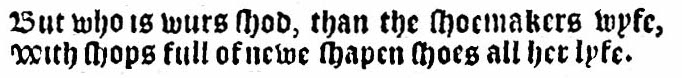 But who is wurs shod, than the shoemakers wyfe,
With shops full of newe shapen shoes all her lyfe.